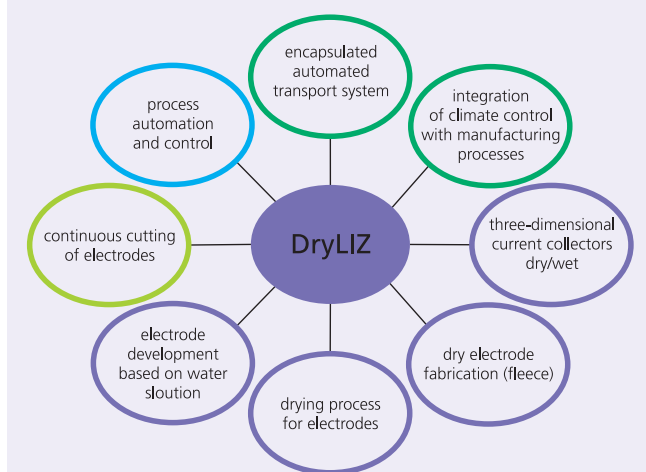 encapsulated
automated
transport system
process
automation
and control
integration
of climate control
with manufacturing
processes
continuous cutting
of electrodes
DryLIZ
three-dimensional
current collectors
dry/wet
electrode
development
based on water
sloution
dry electrode
fabrication (fleece)
drying process
for electrodes